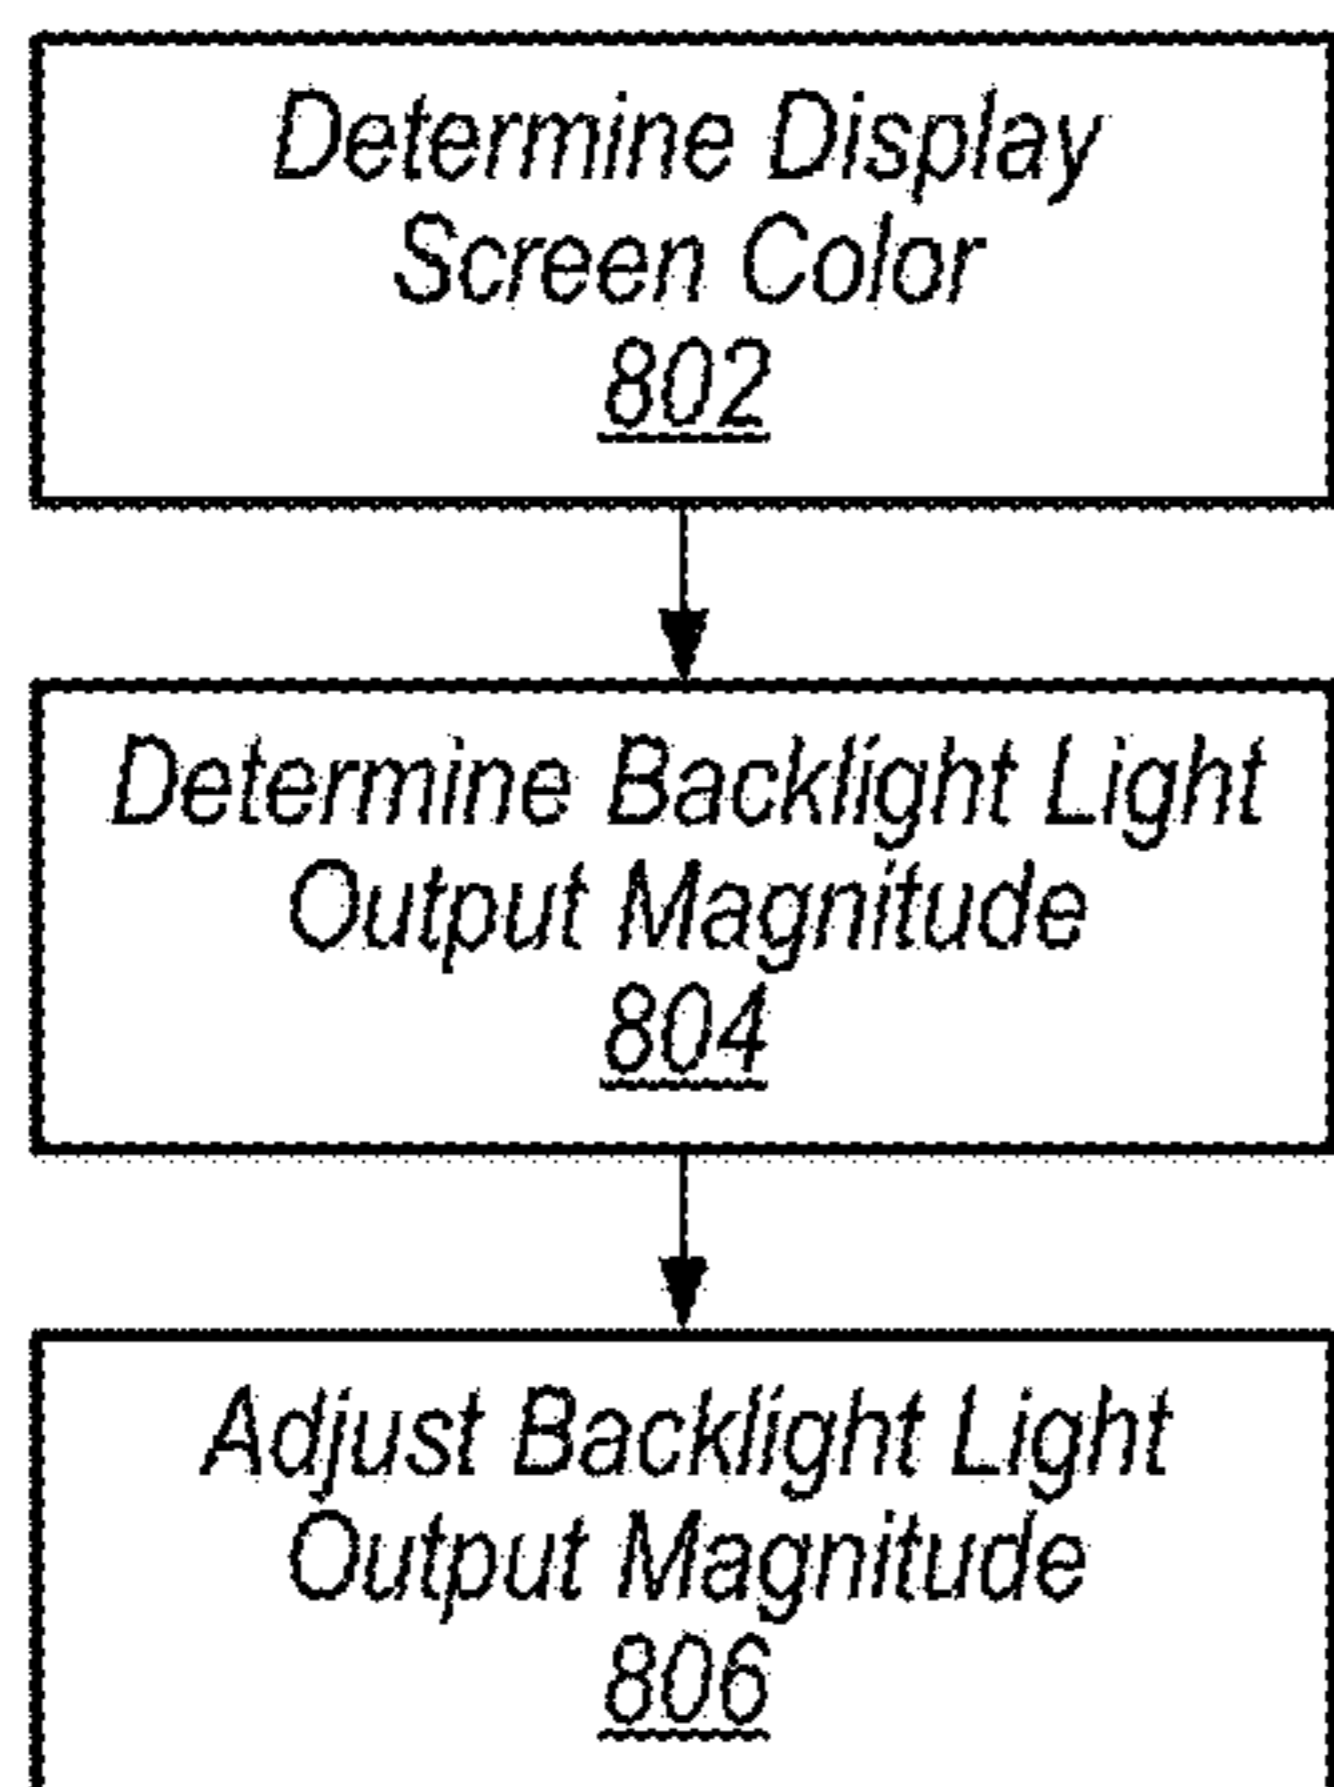 Determine Display
Screen Color
802
Determine Backlight Light
Output Magnitude
804
Adjust Backlight Light
Output Magnitude
806